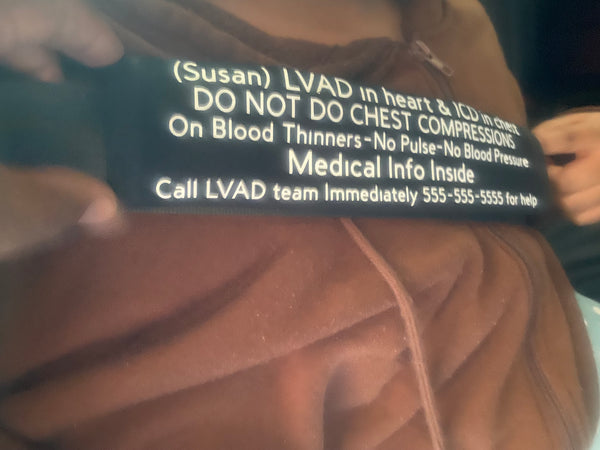 (Susan) LVAD in heart & ICD in chest
DO NOT DO CHEST COMPRESSIONS
On Blood Thinners-No Pulse-No Blood Pressure
Medical Info Inside
Call LVAD team Immediately 555-555-5555 for help